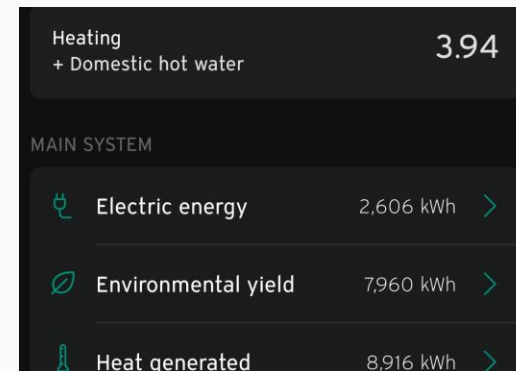 Heating
+ Domestic hot water
3.94
MAIN SYSTEM
Electric energy 2,606 kWh
Environmental yield 7,960 kWh
Heat generated 8,916 kWh